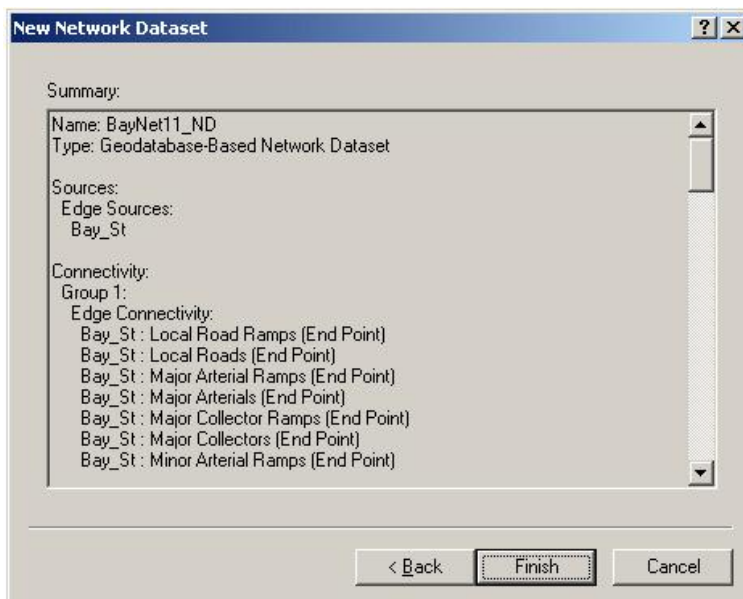 New Network Dataset
Summary:
Name: BayNet11_ND
Type: Geodatabase-Based Network Dataset
Sources:
Edge Sources:
Bay_St
Connectivity:
Group 1:
Edge Connectivity:
Bay_St : Local Road Ramps (End Point)
Bay_St : Local Roads (End Point)
Bay_St : Major Arterial Ramps (End Point)
Bay_St : Major Arterials (End Point)
Bay_St : Major Collector Ramps (End Point)
Bay_St : Major Collectors (End Point)
Bay_St : Minor Arterial Ramps (End Point)
< Back Finish Cancel